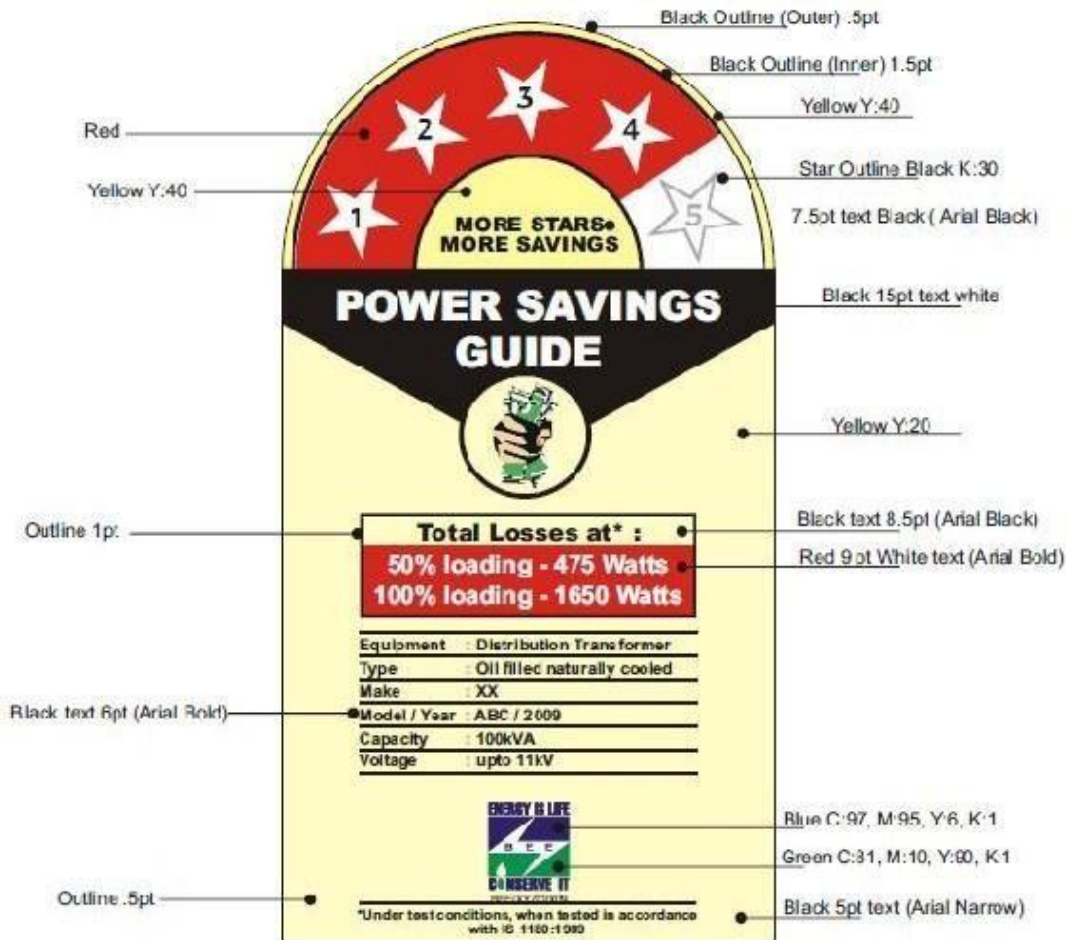 Black Outline (Outer) .5pt
Black Outline (Inner) 1.5pt
Yellow Y:40
Red
Star Outline Black K:30
Yellow Y:40
7.5pt text Black ( Arial Black)
1
2
3
4
5
MORE STARS
MORE SAVINGS
Black 15pt text white
POWER SAVINGS
GUIDE
Yellow Y:20
Outline 1pt
Total Losses at* :
Black text 8.5pt (Arial Black)
50% loading - 475 Watts
Red 9pt White text (Arial Bold)
100% loading - 1650 Watts
Equipment : Distribution Transformer
Type : Oil filled naturally cooled
Make : XX
Black text 6pt (Arial Bold)
Model / Year : ABC / 2009
Capacity : 100kVA
Voltage : upto 11kV
ENERGY IS LIFE
BEE
CONSERVE IT
Blue C:97, M:95, Y:6, K:1
Green C:81, M:10, Y:90, K:1
Outline .5pt
Black 5pt text (Arial Narrow)
*Under test conditions, when tested is accordance
with IS